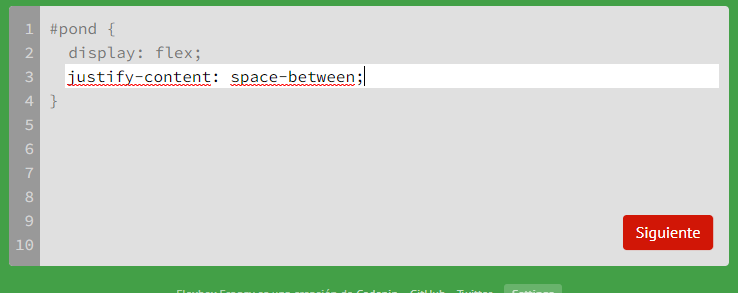 1 #pond {
2 display: flex;
3 justify-content: space-between;
4 }
5
6
7
8
9
10
Siguiente